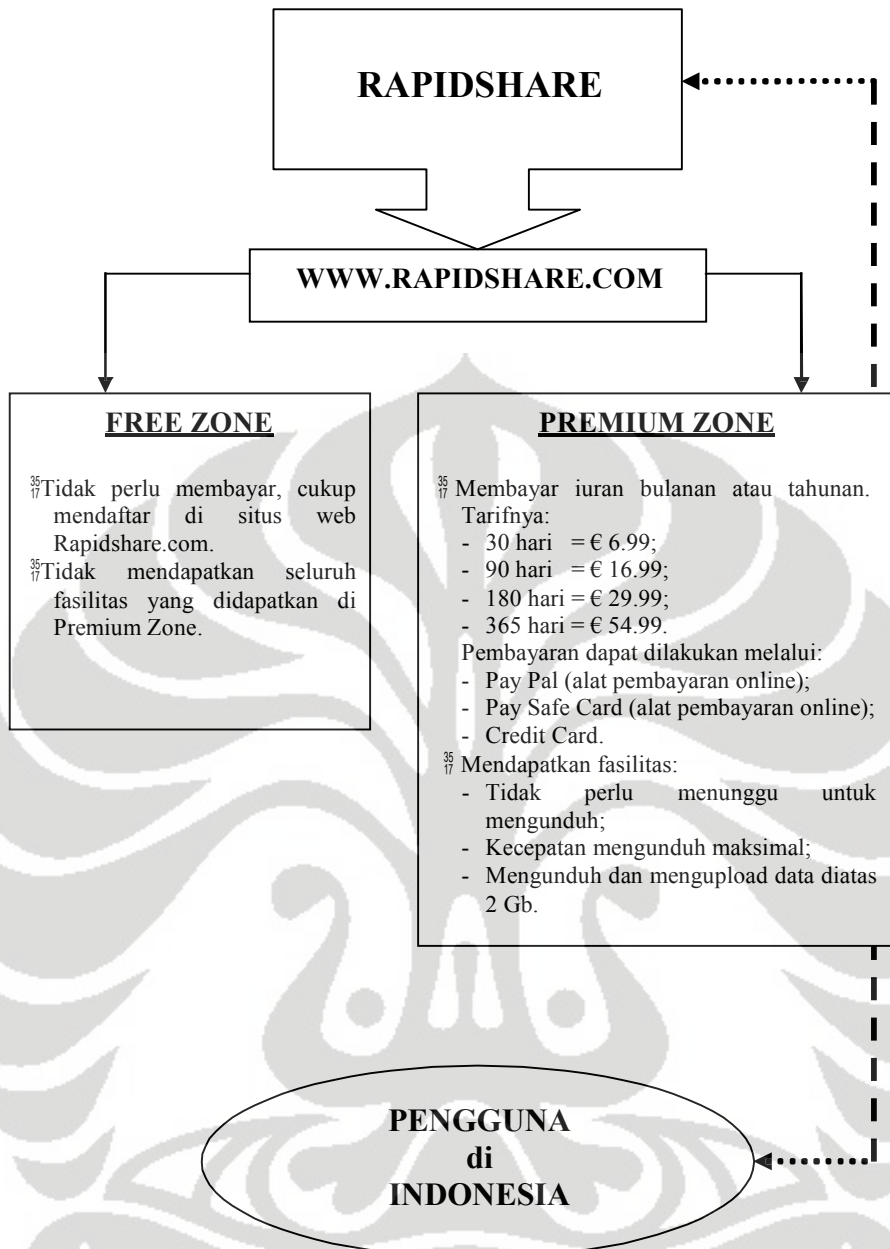 RAPIDSHARE
WWW.RAPIDSHARE.COM
FREE ZONE
Tidak perlu membayar, cukup
mendaftar di situs web
Rapidshare.com.
Tidak mendapatkan seluruh
fasilitas yang didapatkan di
Premium Zone.
PREMIUM ZONE
Membayar iuran bulanan atau tahunan.
Tarifnya:
- 30 hari = € 6.99;
- 90 hari = € 16.99;
- 180 hari = € 29.99;
- 365 hari = € 54.99.
Pembayaran dapat dilakukan melalui:
- Pay Pal (alat pembayaran online);
- Pay Safe Card (alat pembayaran online);
- Credit Card.
Mendapatkan fasilitas:
- Tidak perlu menunggu untuk
mengunduh;
- Kecepatan mengunduh maksimal;
- Mengunduh dan mengupload data diatas
2 Gb.
PENGGUNA
di
INDONESIA